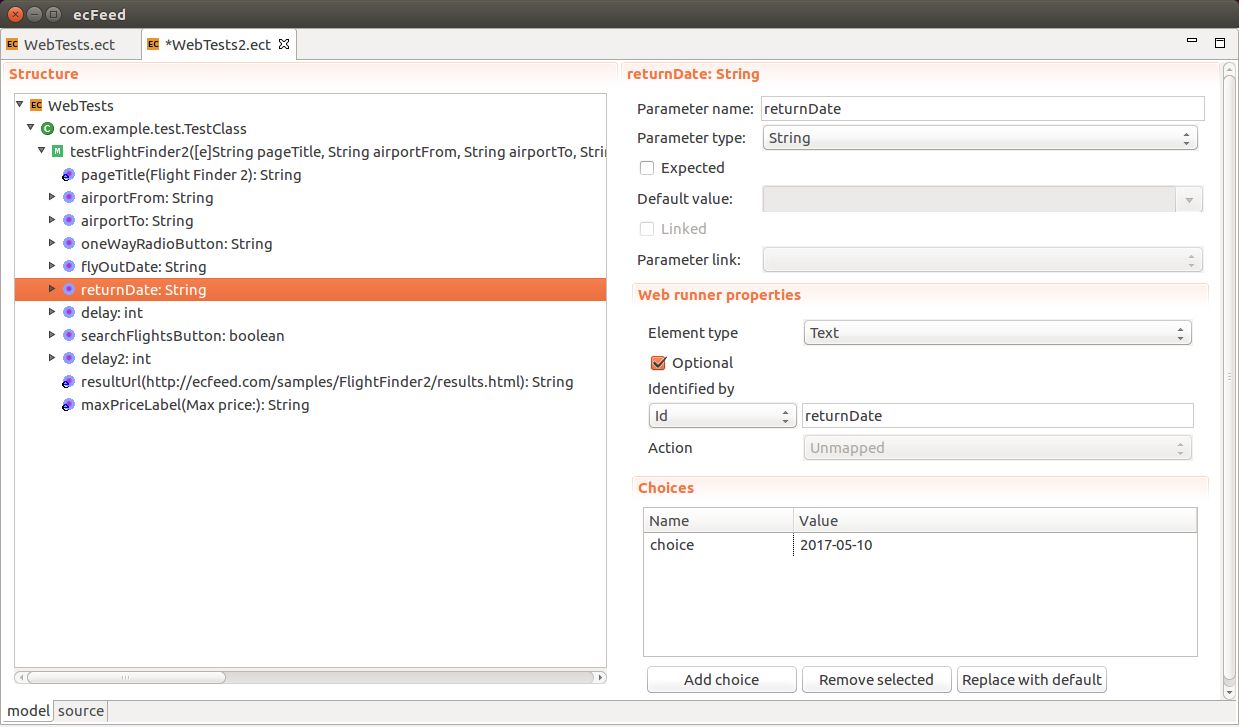 ecFeed
EC WebTests.ect
EC *WebTests2.ect
Structure
EC WebTests
C com.example.test.TestClass
M testFlightFinder2([e]String pageTitle, String airportFrom, String airportTo, Stri
e pageTitle(Flight Finder 2): String
airportFrom: String
airportTo: String
oneWayRadioButton: String
flyOutDate: String
returnDate: String
delay: int
searchFlightsButton: boolean
delay2: int
e resultUrl(http://ecfeed.com/samples/FlightFinder2/results.html): String
e maxPriceLabel(Max price:): String
returnDate: String
Parameter name: returnDate
Parameter type: String
Expected
Default value:
Linked
Parameter link:
Web runner properties
Element type Text
Optional
Identified by
Id returnDate
Action Unmapped
Choices
Name Value
choice 2017-05-10
Add choice Remove selected Replace with default
model source